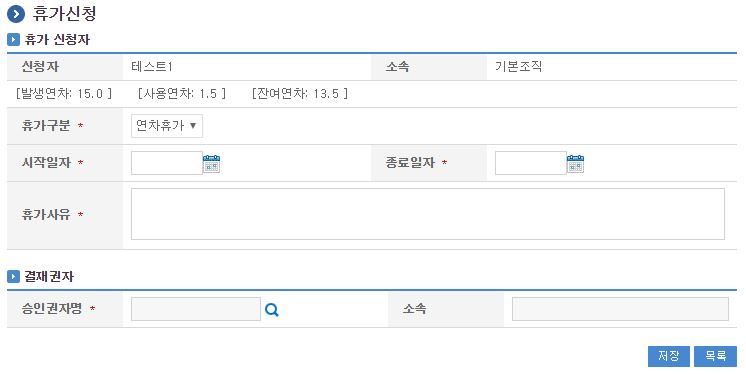 휴가신청
휴가 신청자
신청자 테스트1 소속 기본조직
[발생연차: 15.0 ] [사용연차: 1.5 ] [잔여연차: 13.5 ]
휴가구분 * 연차휴가 ▼
시작일자 * 종료일자 *
휴가사유 *
결재권자
승인권자명 * 소속
저장 목록